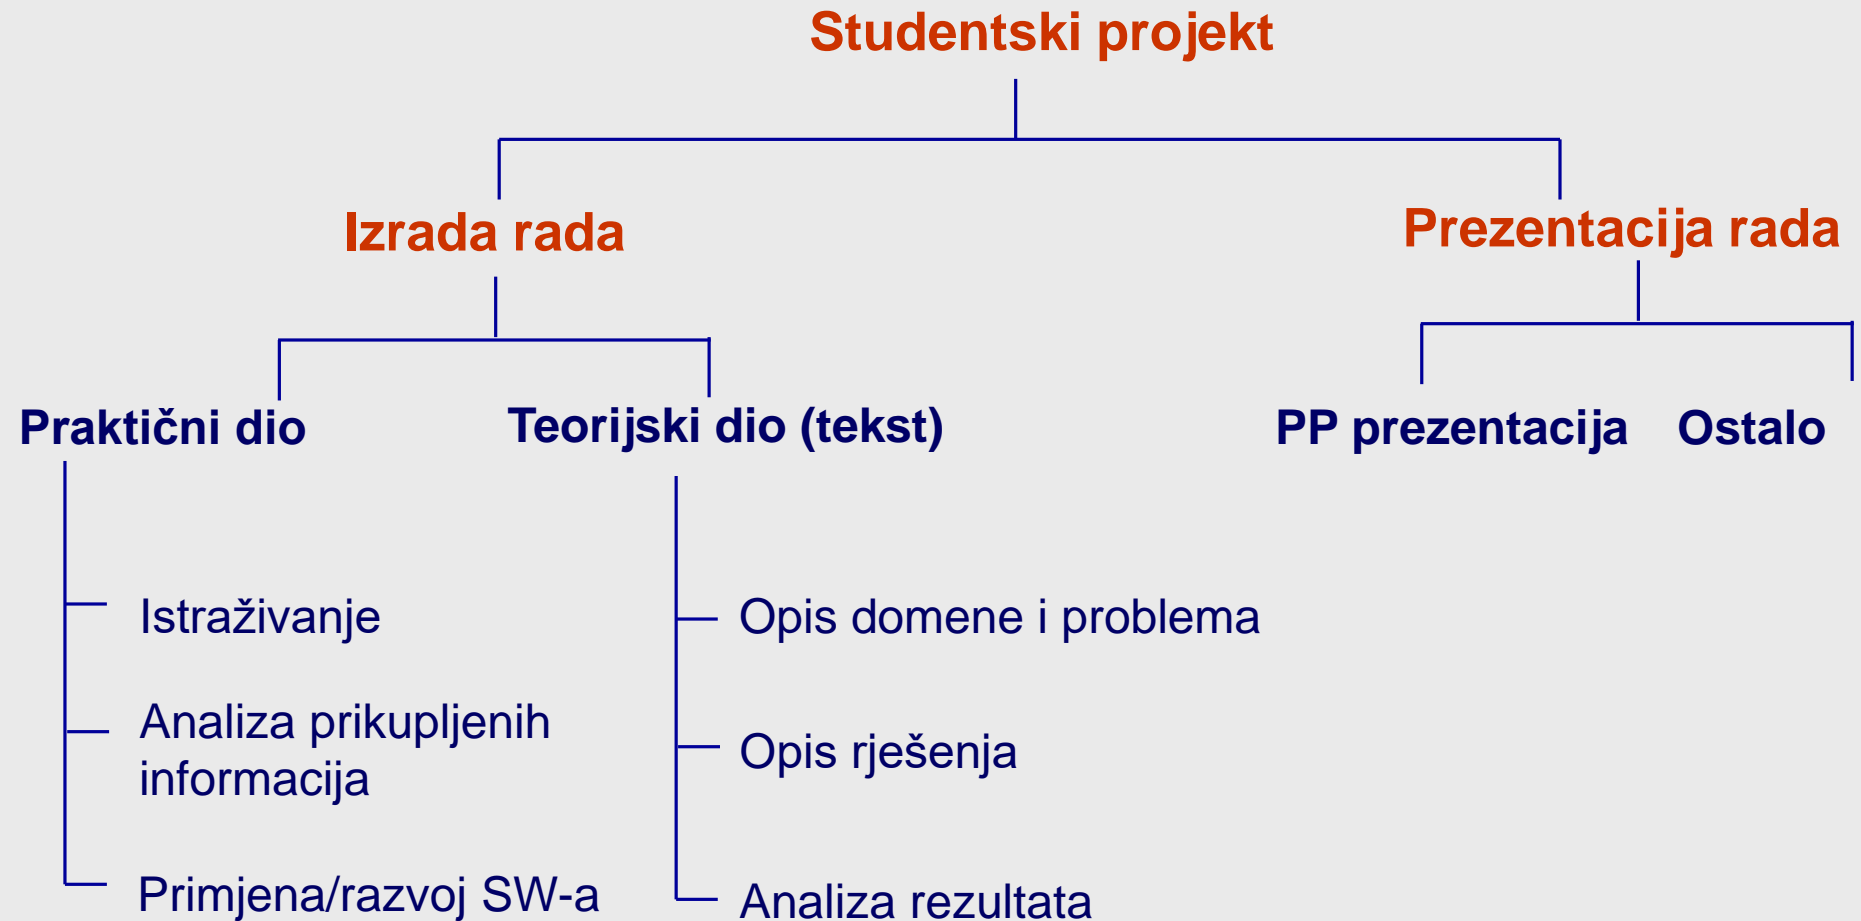 Studentski projekt
Izrada rada
Prezentacija rada
Praktični dio
Teorijski dio (tekst)
PP prezentacija
Ostalo
Istraživanje
Analiza prikupljenih
informacija
Primjena/razvoj SW-a
Opis domene i problema
Opis rješenja
Analiza rezultata